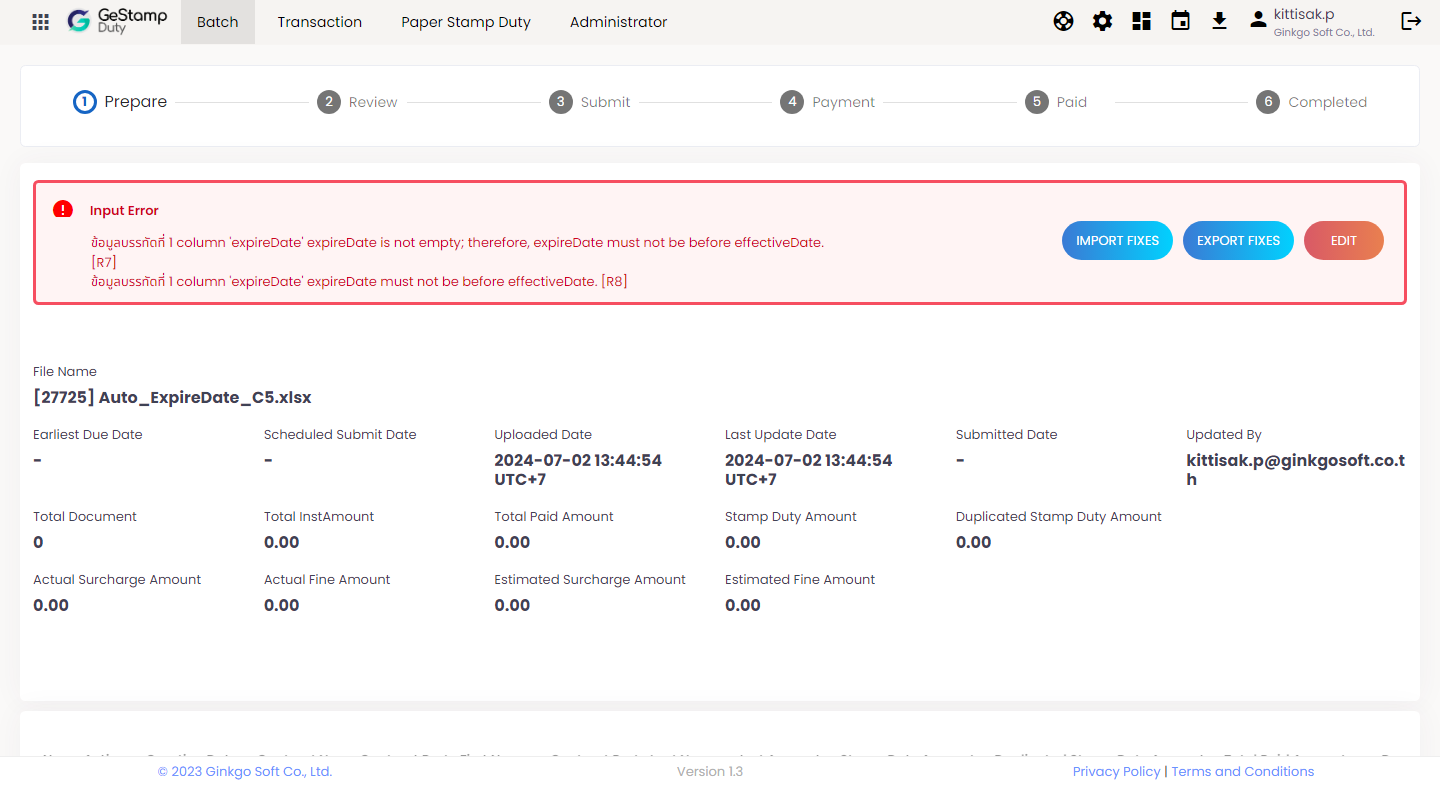 GeStamp
Duty
Batch
Transaction
Paper Stamp Duty
Administrator
kittisak.p
Ginkgo Soft Co., Ltd.
1 Prepare
2 Review
3 Submit
4 Payment
5 Paid
6 Completed
Input Error
ข้อมูลบรรทัดที่ 1 column 'expireDate' expireDate is not empty; therefore, expireDate must not be before effectiveDate.
[R7]
ข้อมูลบรรทัดที่ 1 column 'expireDate' expireDate must not be before effectiveDate. [R8]
IMPORT FIXES
EXPORT FIXES
EDIT
File Name
[27725] Auto_ExpireDate_C5.xlsx
Earliest Due Date
-
Scheduled Submit Date
-
Uploaded Date
2024-07-02 13:44:54
UTC+7
Last Update Date
2024-07-02 13:44:54
UTC+7
Submitted Date
-
Updated By
kittisak.p@ginkgosoft.co.t
h
Total Document
0
Total InstAmount
0.00
Total Paid Amount
0.00
Stamp Duty Amount
0.00
Duplicated Stamp Duty Amount
0.00
Actual Surcharge Amount
0.00
Actual Fine Amount
0.00
Estimated Surcharge Amount
0.00
Estimated Fine Amount
0.00
© 2023 Ginkgo Soft Co., Ltd.
Version 1.3
Privacy Policy | Terms and Conditions